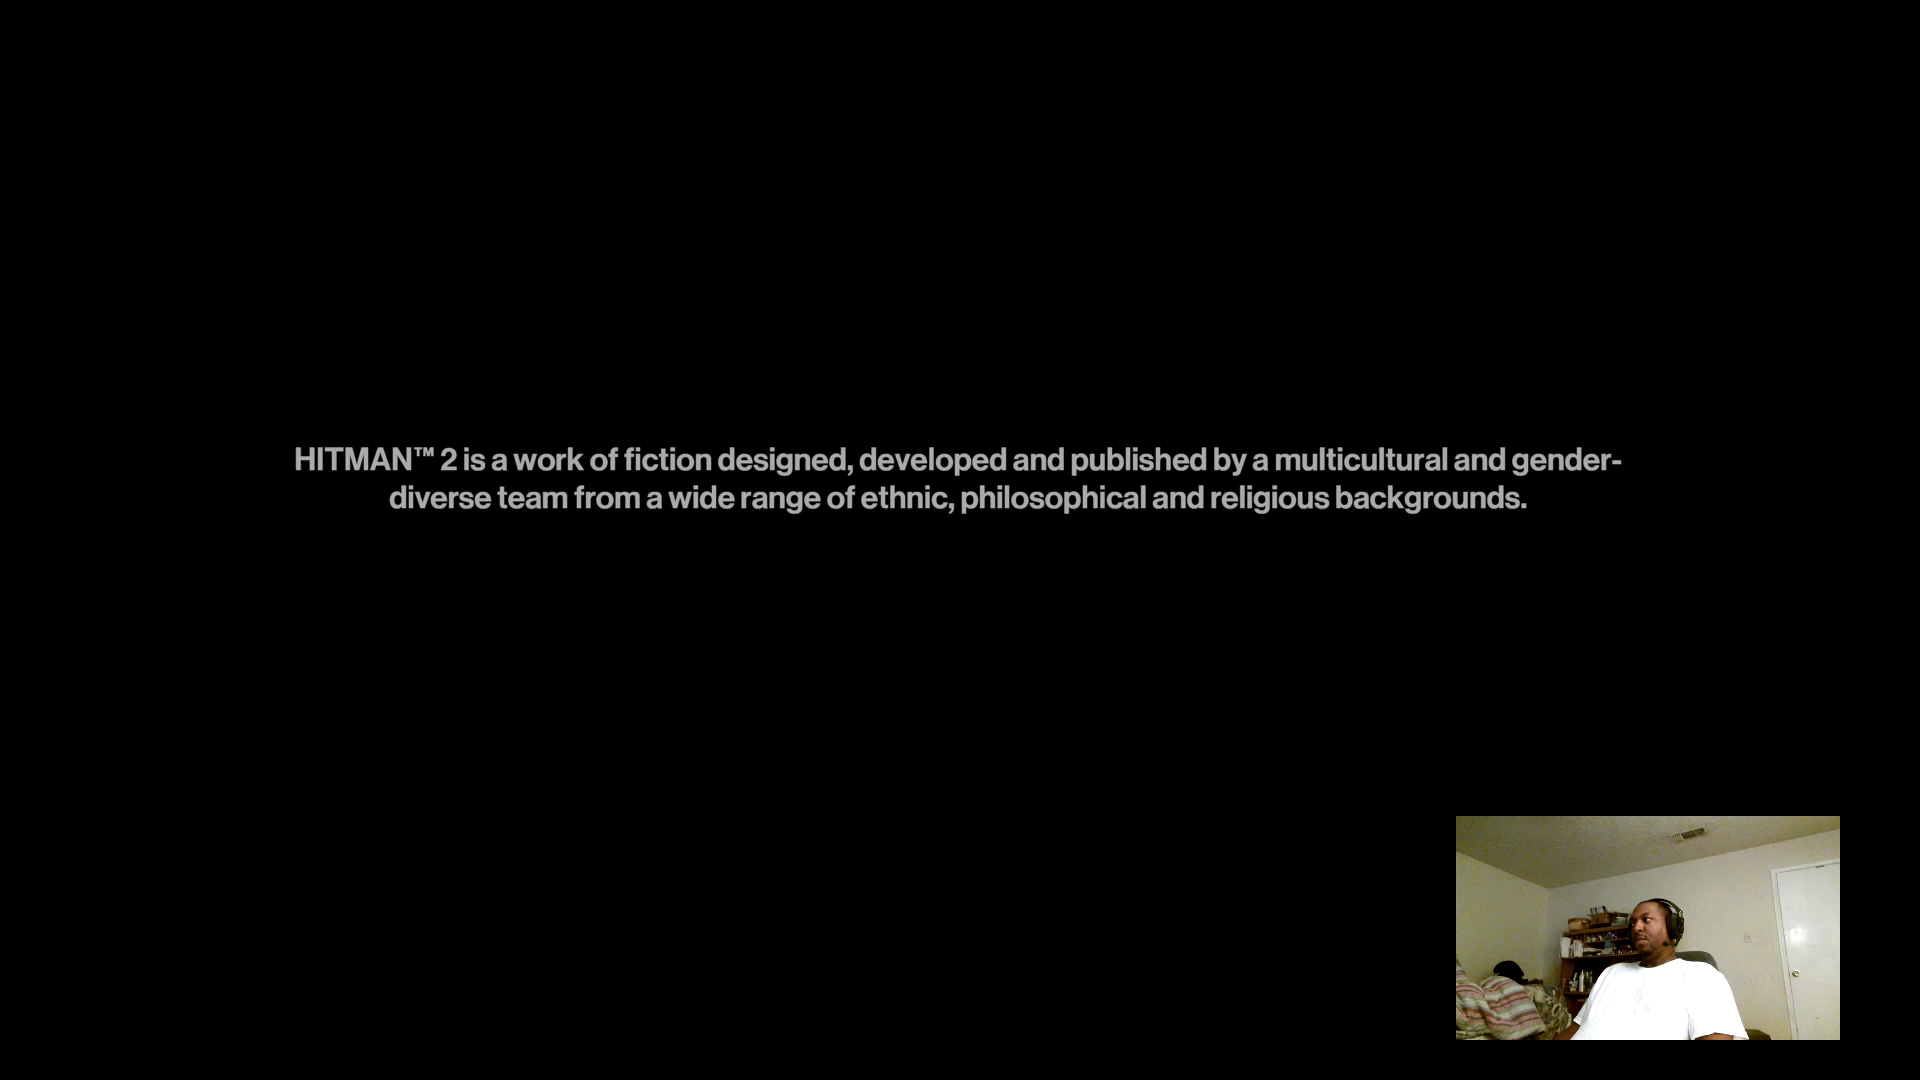 HITMAN™ 2 is a work of fiction designed, developed and published by a multicultural and gender-
diverse team from a wide range of ethnic, philosophical and religious backgrounds.